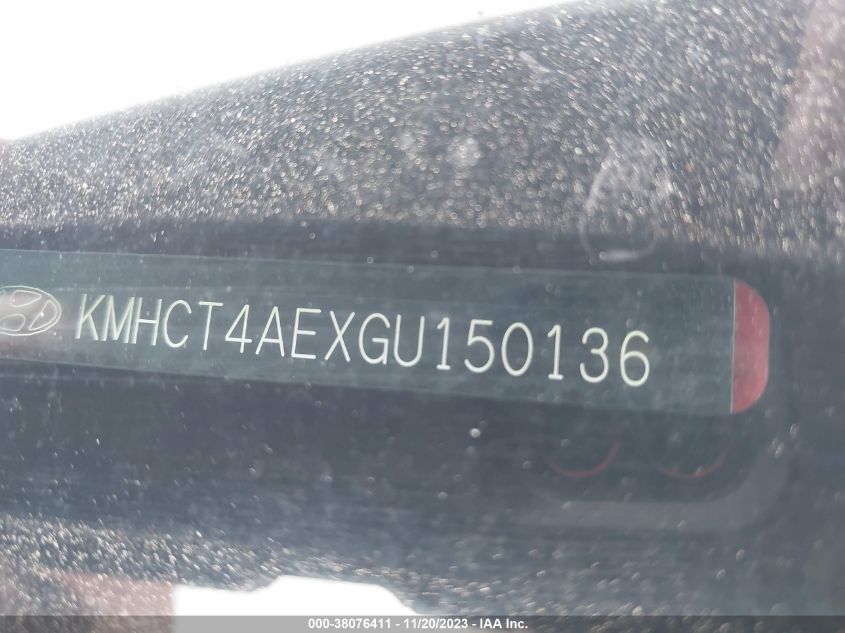 KMHCT4AEXGU150136
000-38076411 - 11/20/2023 - IAA Inc.